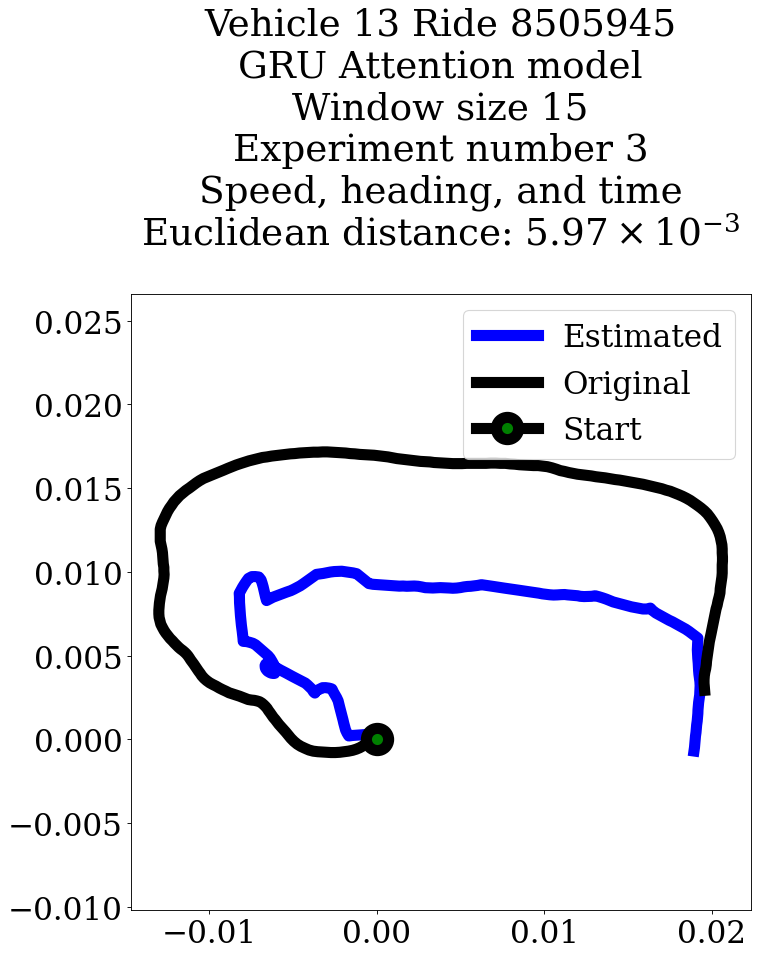 Vehicle 13 Ride 8505945
GRU Attention model
Window size 15
Experiment number 3
Speed, heading, and time
Euclidean distance: 5.97 × 10⁻³
Estimated
Original
Start
0.025
0.020
0.015
0.010
0.005
0.000
−0.005
−0.010
−0.01 0.00 0.01 0.02